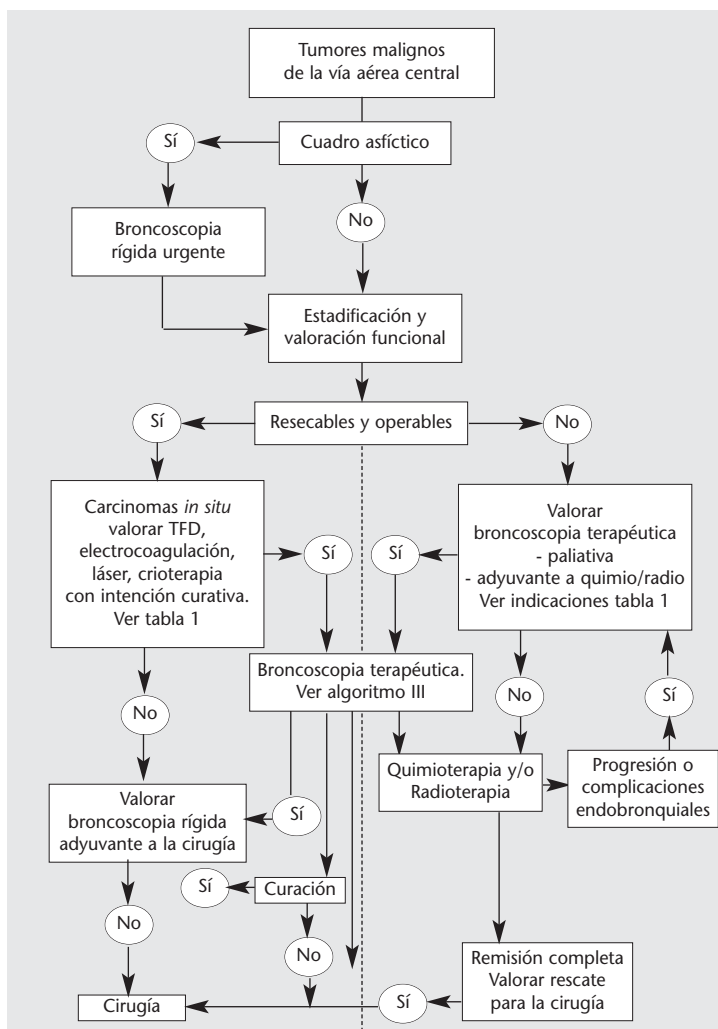 Tumores malignos
de la vía aérea central
Sí
Cuadro asfíctico
Broncoscopia
rígida urgente
No
Estadificación y
valoración funcional
Sí
Resecables y operables
No
Carcinomas in situ
valorar TFD,
electrocoagulación,
láser, crioterapia
con intención curativa.
Ver tabla 1
Sí
Sí
Valorar
broncoscopia terapéutica
- paliativa
- adyuvante a quimio/radio
Ver indicaciones tabla 1
Broncoscopia terapéutica.
Ver algoritmo III
No
No
Sí
Quimioterapia y/o
Radioterapia
Progresión o
complicaciones
endobronquiales
Valorar
broncoscopia rígida
adyuvante a la cirugía
Sí
Sí
Curación
No
No
Remisión completa
Valorar rescate
para la cirugía
Cirugía
Sí